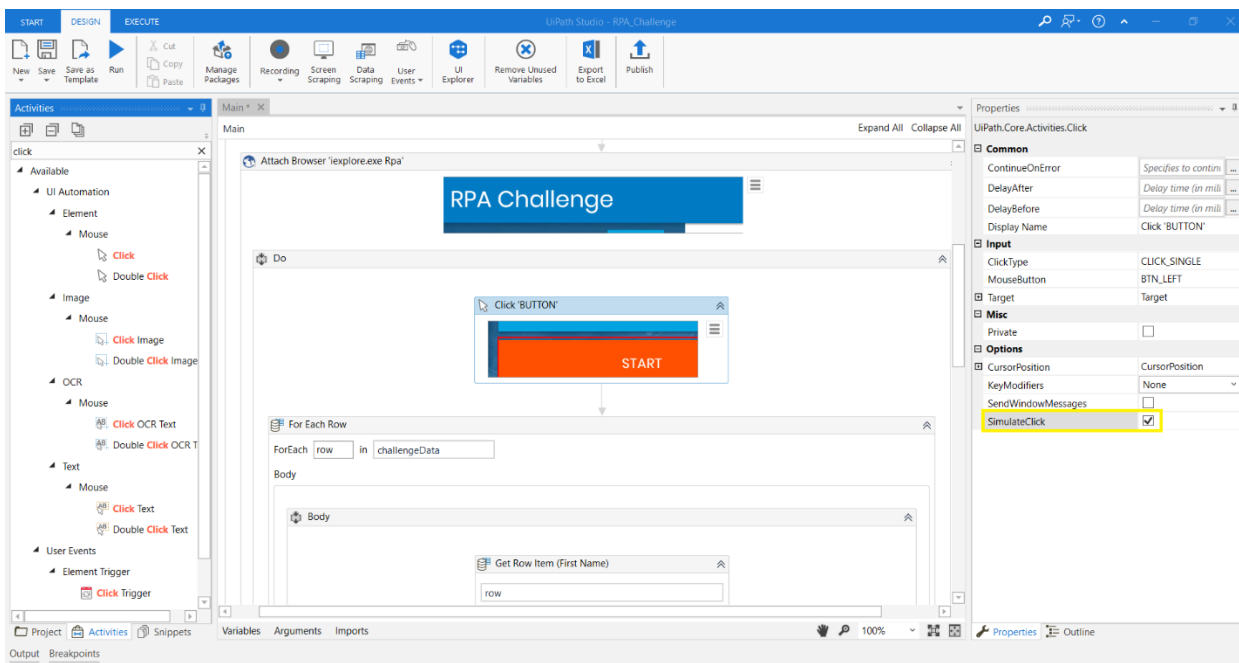 START DESIGN EXECUTE UiPath Studio - RPA_Challenge
New Save Save as Template Run Cut Copy Paste Manage Packages Recording Screen Scraping Data Scraping User Events UI Explorer Remove Unused Variables Export to Excel Publish
Activities
click
Available
UI Automation
Element
Mouse
Click
Double Click
Image
Mouse
Click Image
Double Click Image
OCR
Mouse
Click OCR Text
Double Click OCR T
Text
Mouse
Click Text
Double Click Text
User Events
Element Trigger
Click Trigger
Project Activities Snippets
Output Breakpoints
Main *
Main Expand All Collapse All
Attach Browser 'iexplore.exe Rpa'
RPA Challenge
Do
Click 'BUTTON'
START
For Each Row
ForEach row in challengeData
Body
Body
Get Row Item (First Name)
row
Variables Arguments Imports 100%
Properties
UiPath.Core.Activities.Click
Common
ContinueOnError Specifies to contin ...
DelayAfter Delay time (in mili ...
DelayBefore Delay time (in mili ...
Display Name Click 'BUTTON'
Input
ClickType CLICK_SINGLE
MouseButton BTN_LEFT
Target Target
Misc
Private
Options
CursorPosition CursorPosition
KeyModifiers None
SendWindowMessages
SimulateClick
Properties Outline